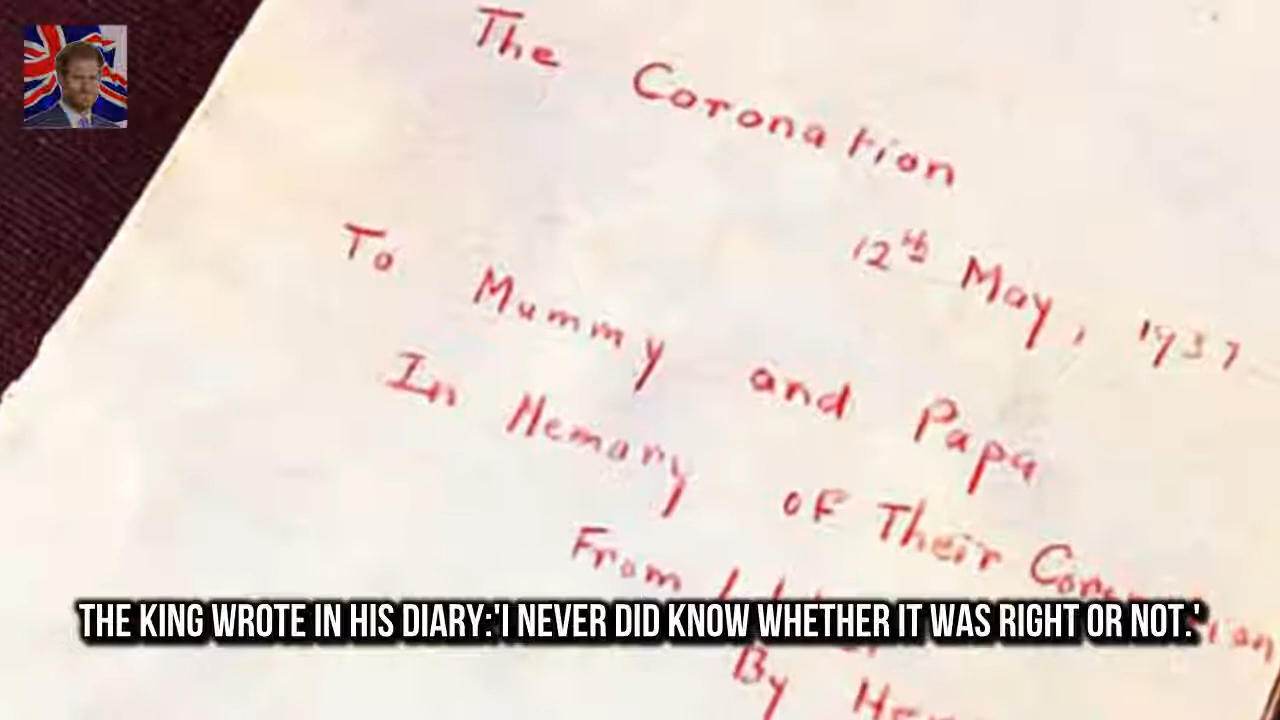 The Coronation
12th May, 1937
To Mummy and Papa
In Memory of Their Coronation
From
By
THE KING WROTE IN HIS DIARY:'I NEVER DID KNOW WHETHER IT WAS RIGHT OR NOT.'